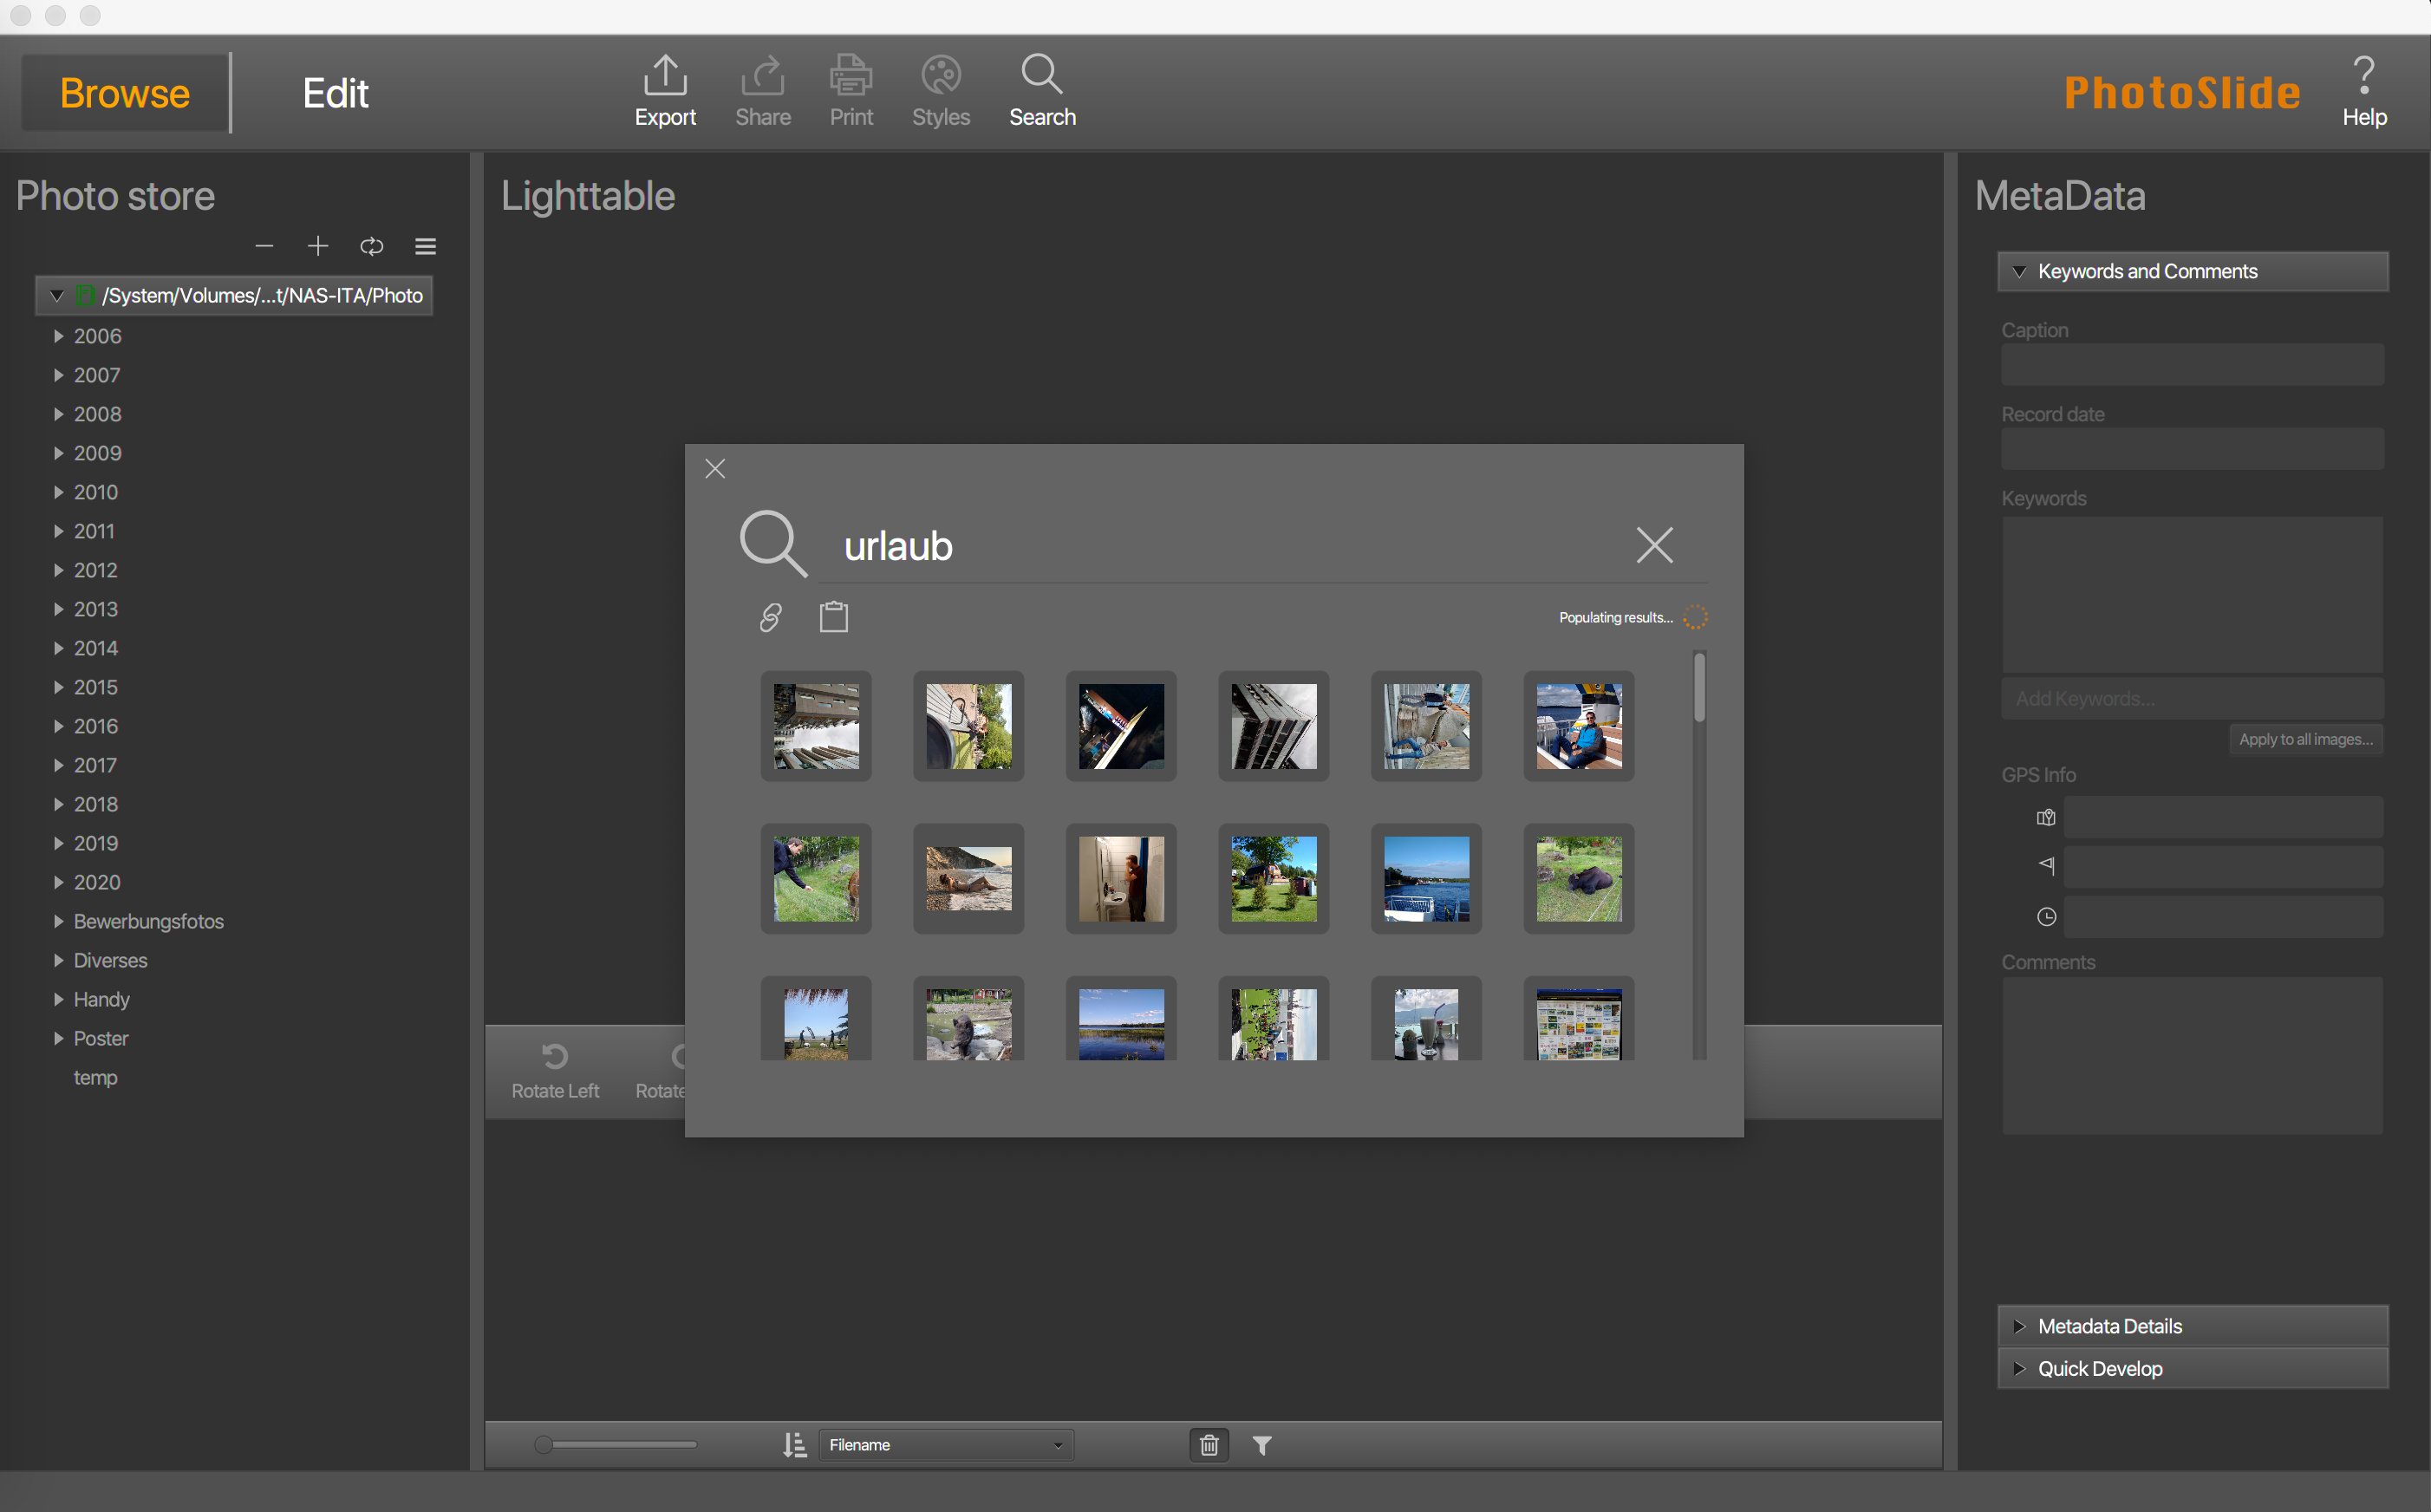 Browse
Edit
Export
Share
Print
Styles
Search
PhotoSlide
?
Help
Photo store
Lighttable
MetaData
/System/Volumes/...t/NAS-ITA/Photo
2006
2007
2008
2009
2010
2011
2012
2013
2014
2015
2016
2017
2018
2019
2020
Bewerbungsfotos
Diverses
Handy
Poster
temp
urlaub
Populating results...
Rotate Left
Rotate
Filename
Keywords and Comments
Caption
Record date
Keywords
Add Keywords...
Apply to all images...
GPS Info
Comments
Metadata Details
Quick Develop